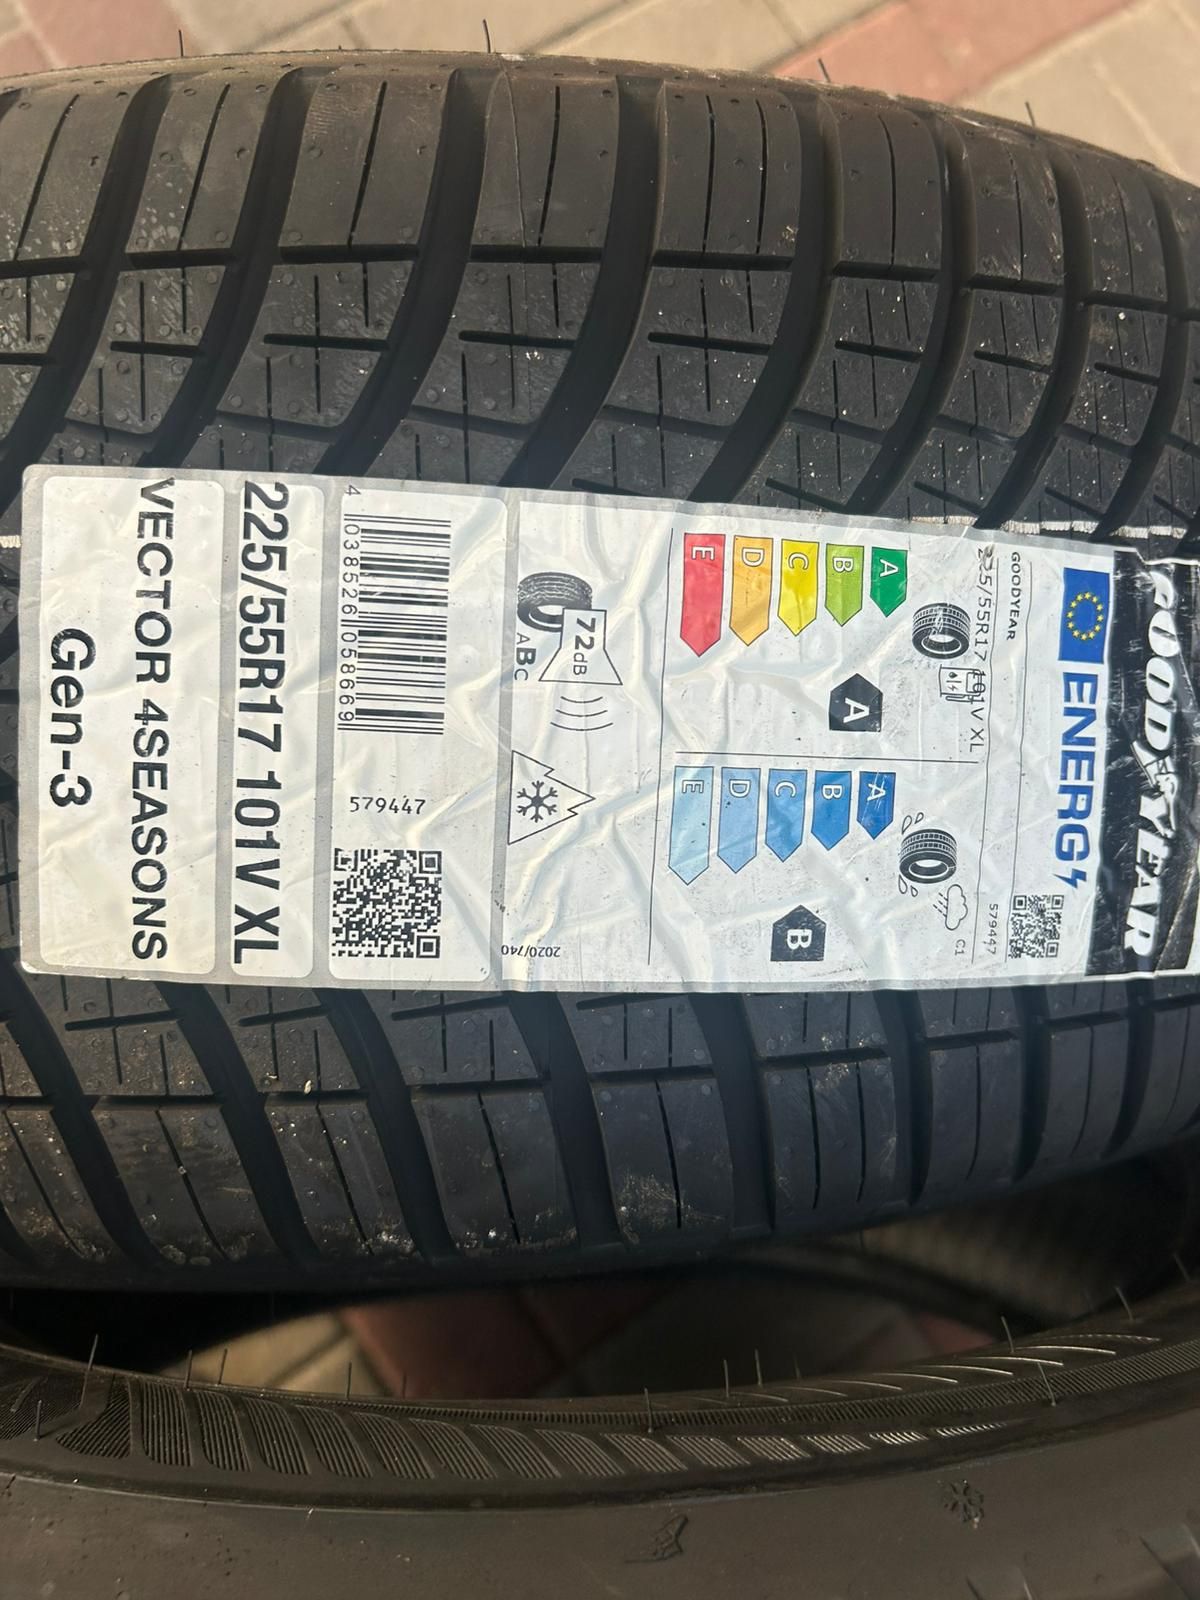 GOODYEAR
ENERG
GOODYEAR
579447
225/55R17 101V XL
C1
A
B
C
D
E
A
A
B
C
D
E
B
72dB
ABC
2020/740
4 038526 058669
579447
225/55R17 101V XL
VECTOR 4SEASONS
Gen-3